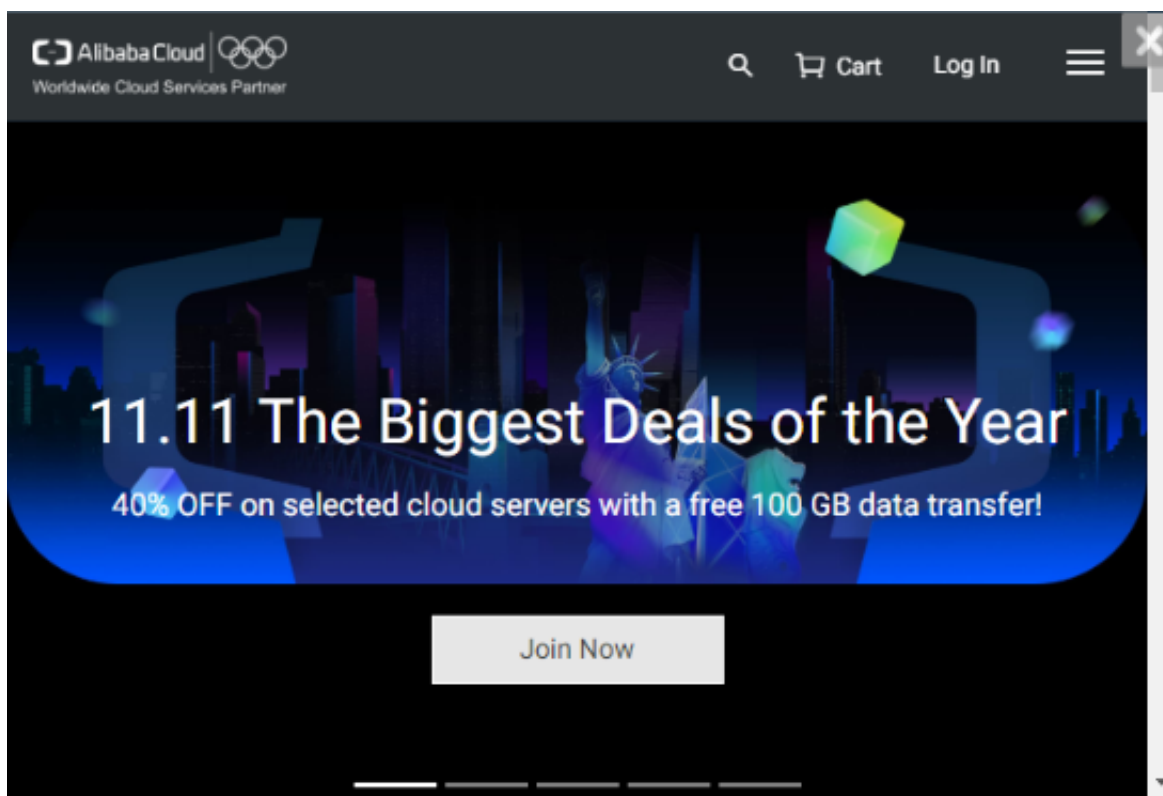 Alibaba Cloud
Worldwide Cloud Services Partner
Cart
Log In
11.11 The Biggest Deals of the Year
40% OFF on selected cloud servers with a free 100 GB data transfer!
Join Now